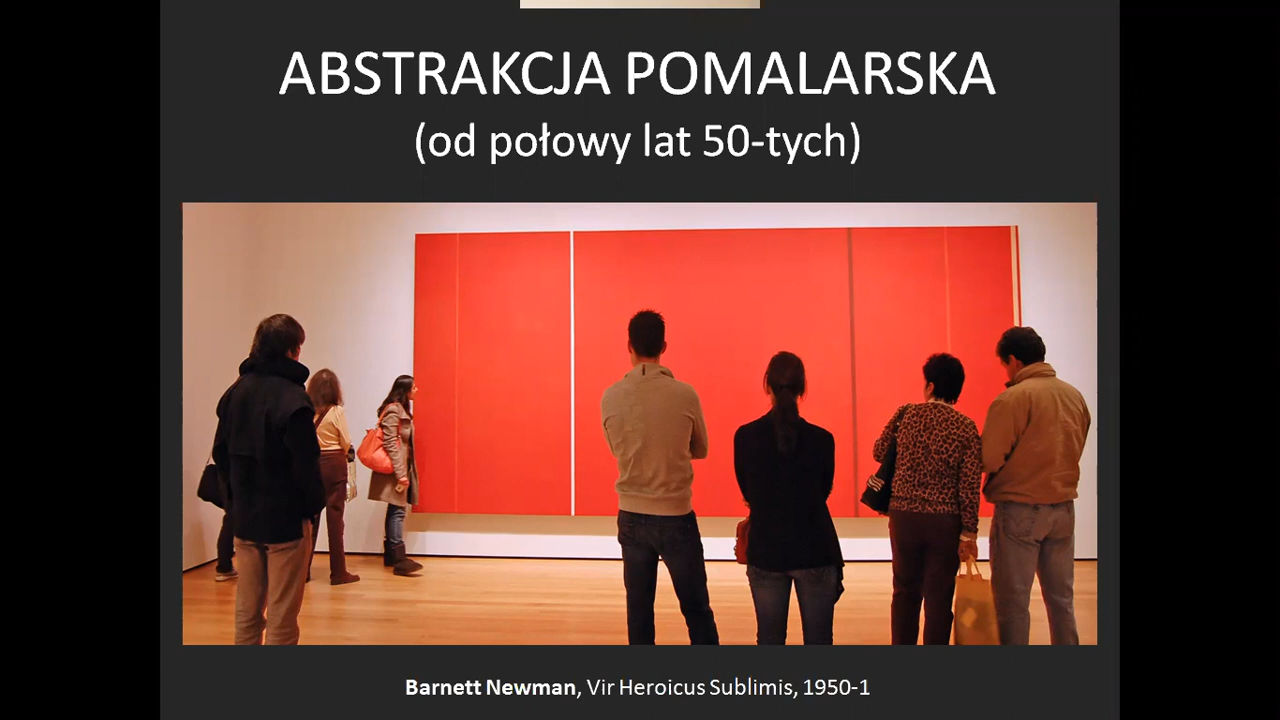 ABSTRAKCJA POMALARSKA
(od połowy lat 50-tych)
Barnett Newman, Vir Heroicus Sublimis, 1950-1